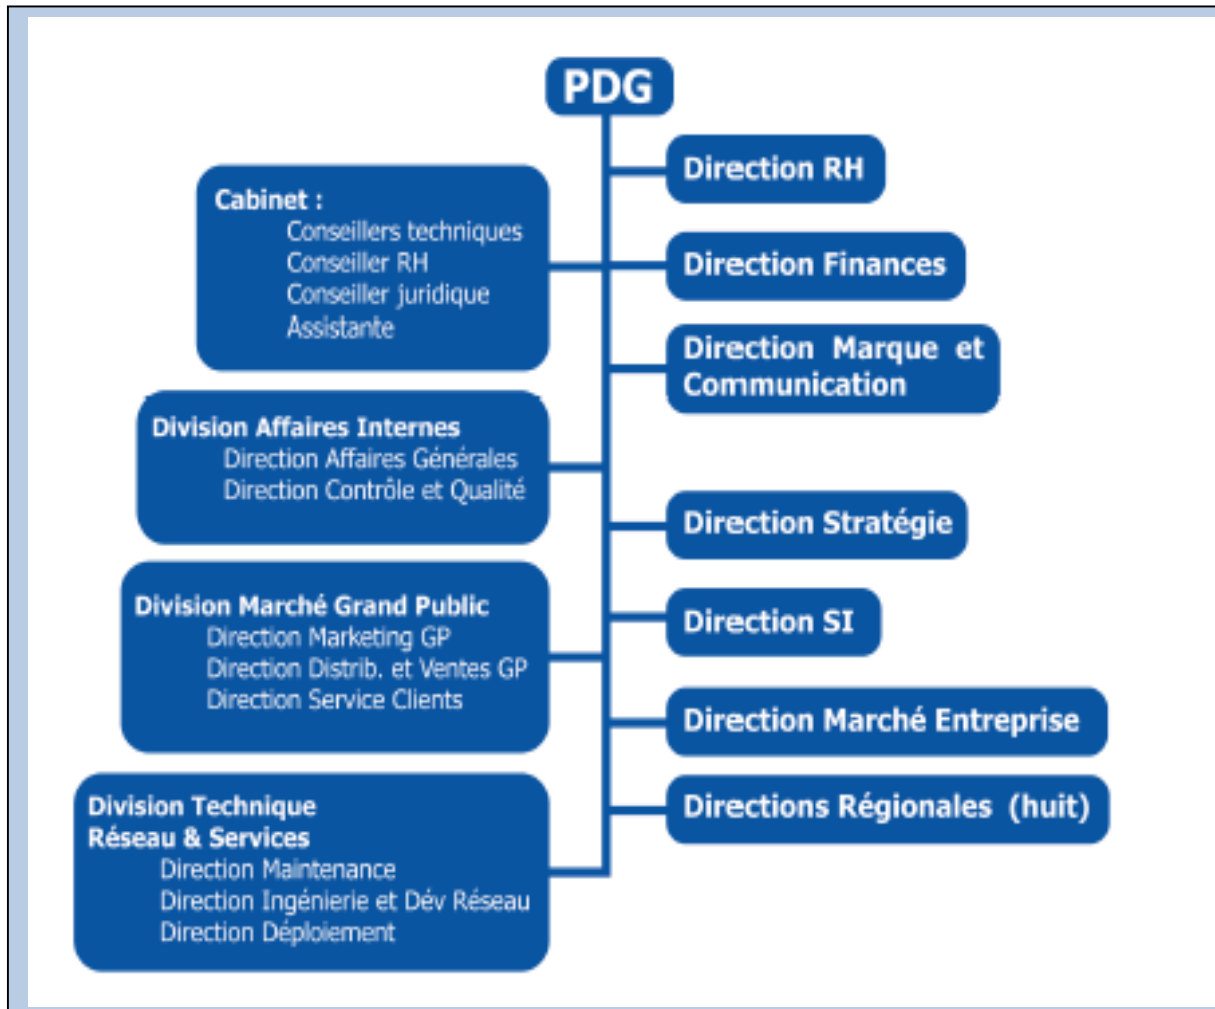 PDG
Cabinet :
Conseillers techniques
Conseiller RH
Conseiller juridique
Assistante
Division Affaires Internes
Direction Affaires Générales
Direction Contrôle et Qualité
Division Marché Grand Public
Direction Marketing GP
Direction Distrib. et Ventes GP
Direction Service Clients
Division Technique
Réseau & Services
Direction Maintenance
Direction Ingénierie et Dév Réseau
Direction Déploiement
Direction RH
Direction Finances
Direction Marque et
Communication
Direction Stratégie
Direction SI
Direction Marché Entreprise
Directions Régionales (huit)